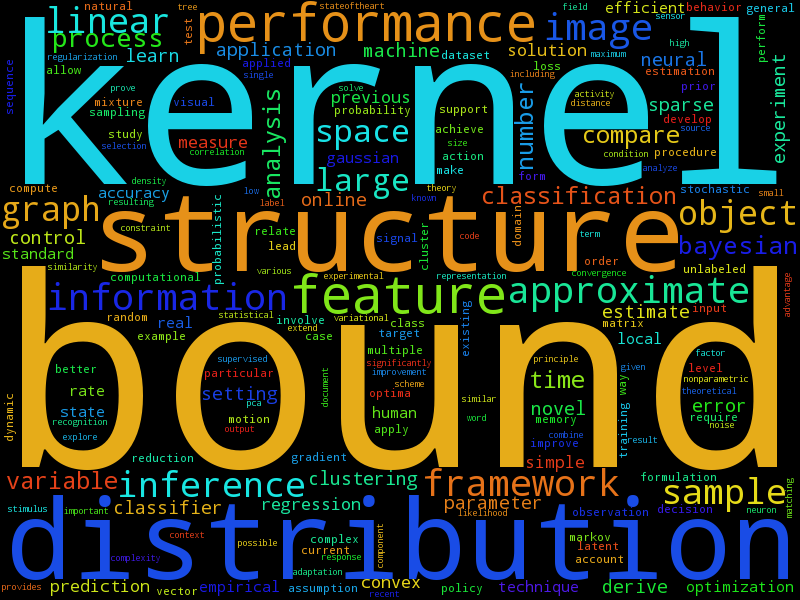 natural
tree
stateoftheart
field
efficient
behavior
general
linear
performance
image
sensor
process
test
application
machine
dataset
solution
high
perform
regularization
learn
loss
neural
maximum
allow
applied
single
including
estimation
kernel
sequence
prove
solve
activity
prior
mixture
visual
previous
distance
sparse
sampling
probability
support
number
develop
experiment
study
space
achieve
compare
source
measure
analysis
size
selection
correlation
gaussian
action
condition
procedure
make
analyze
density
large
theory
form
compute
accuracy
low
known
stochastic
small
resulting
label
online
classification
graph
structure
object
constraint
probabilistic
relate
cluster
code
domain
term
control
signal
bayesian
standard
lead
order
similarity
various
unlabeled
computational
experimental
representation
convergence
advantage
information
feature
approximate
bound
random
statistical
variational
estimate
input
real
involve
class
existing
matrix
extend
example
case
target
local
supervised
multiple
principle
factor
better
particular
significantly
given
level
improvement
time
nonparametric
rate
setting
document
scheme
way
theoretical
optima
dynamic
state
pca
similar
novel
error
human
recognition
motion
word
memory
require
output
apply
combine
training
noise
explore
improve
result
reduction
gradient
simple
variable
inference
clustering
framework
formulation
sample
matching
stimulus
important
classifier
regression
parameter
likelihood
observation
decision
neuron
distribution
context
possible
complex
component
markov
current
latent
complexity
response
account
adaptation
provides
prediction
vector
empirical
assumption
convex
recent
policy
technique
derive
optimization